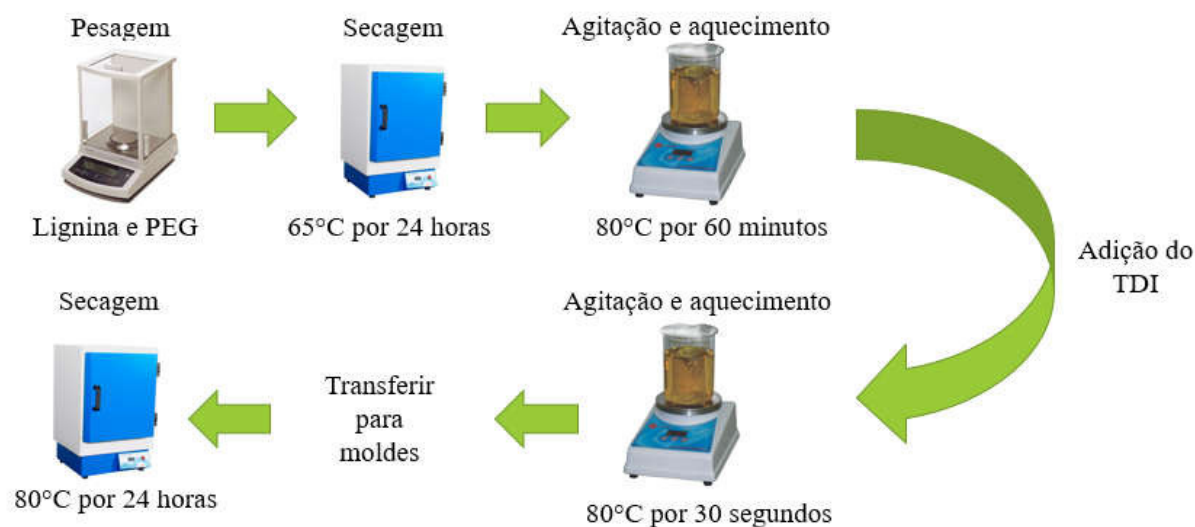 Pesagem
Secagem
Agitação e aquecimento
Lignina e PEG
65°C por 24 horas
80°C por 60 minutos
Adição do
TDI
Agitação e aquecimento
80°C por 30 segundos
Transferir
para
moldes
Secagem
80°C por 24 horas